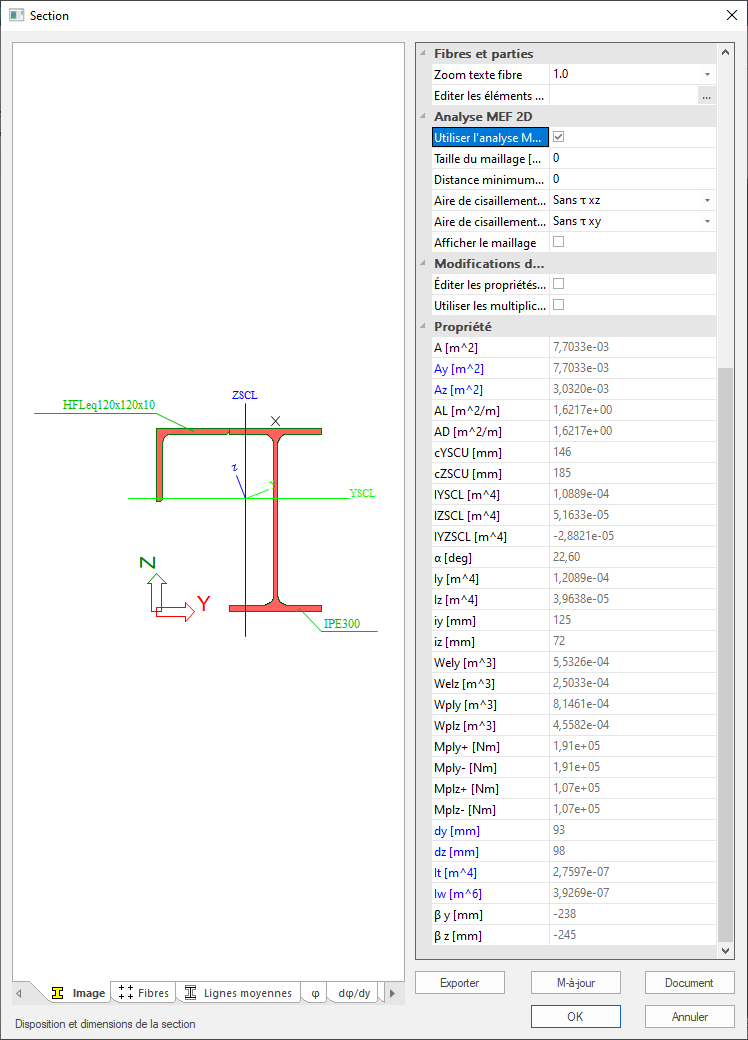 Section
HFLeq120x120x10
ZSCL
X
z
Y
YSCL
Z
Y
IPE300
Fibres et parties
Zoom texte fibre 1.0
Editer les éléments ... ...
Analyse MEF 2D
Utiliser l'analyse M...
Taille du maillage [... 0
Distance minimum... 0
Aire de cisaillement... Sans τ xz
Aire de cisaillement... Sans τ xy
Afficher le maillage
Modifications d...
Éditer les propriétés...
Utiliser les multiplic...
Propriété
A [m^2] 7,7033e-03
Ay [m^2] 7,7033e-03
Az [m^2] 3,0320e-03
AL [m^2/m] 1,6217e+00
AD [m^2/m] 1,6217e+00
cYSCU [mm] 146
cZSCU [mm] 185
IYSCL [m^4] 1,0889e-04
IZSCL [m^4] 5,1633e-05
IYZSCL [m^4] -2,8821e-05
α [deg] 22,60
Iy [m^4] 1,2089e-04
Iz [m^4] 3,9638e-05
iy [mm] 125
iz [mm] 72
Wely [m^3] 5,5326e-04
Welz [m^3] 2,5033e-04
Wply [m^3] 8,1461e-04
Wplz [m^3] 4,5582e-04
Mply+ [Nm] 1,91e+05
Mply- [Nm] 1,91e+05
Mplz+ [Nm] 1,07e+05
Mplz- [Nm] 1,07e+05
dy [mm] 93
dz [mm] 98
It [m^4] 2,7597e-07
Iw [m^6] 3,9269e-07
β y [mm] -238
β z [mm] -245
Image Fibres Lignes moyennes φ dφ/dy
Exporter M-à-jour Document
Disposition et dimensions de la section
OK Annuler